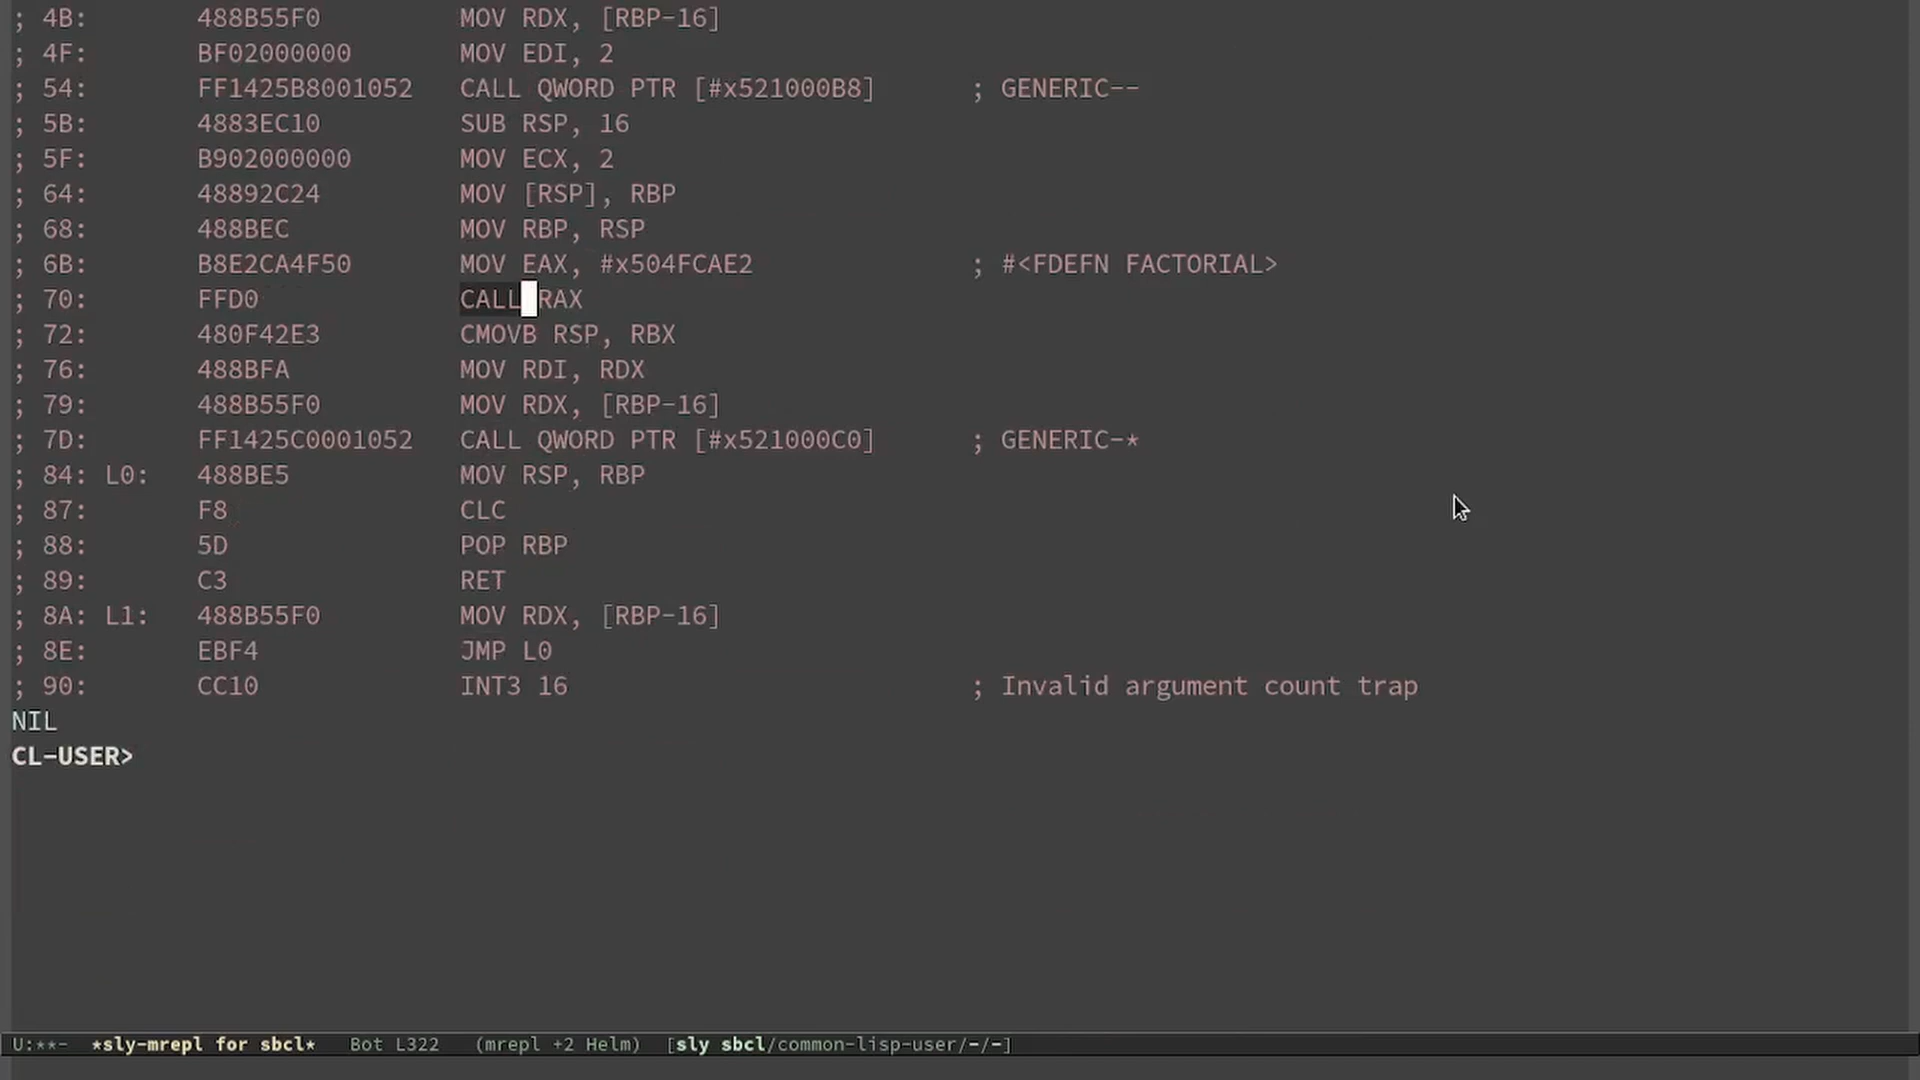 ; 4B:       488B55F0         MOV RDX, [RBP-16]
; 4F:       BF02000000       MOV EDI, 2
; 54:       FF1425B8001052   CALL QWORD PTR [#x521000B8]      ; GENERIC--
; 5B:       4883EC10         SUB RSP, 16
; 5F:       B902000000       MOV ECX, 2
; 64:       48892C24         MOV [RSP], RBP
; 68:       488BEC           MOV RBP, RSP
; 6B:       B8E2CA4F50       MOV EAX, #x504FCAE2              ; #<FDEFN FACTORIAL>
; 70:       FFD0             CALL RAX
; 72:       480F42E3         CMOVB RSP, RBX
; 76:       488BFA           MOV RDI, RDX
; 79:       488B55F0         MOV RDX, [RBP-16]
; 7D:       FF1425C0001052   CALL QWORD PTR [#x521000C0]      ; GENERIC-*
; 84: L0:   488BE5           MOV RSP, RBP
; 87:       F8               CLC
; 88:       5D               POP RBP
; 89:       C3               RET
; 8A: L1:   488B55F0         MOV RDX, [RBP-16]
; 8E:       EBF4             JMP L0
; 90:       CC10             INT3 16                          ; Invalid argument count trap
NIL
CL-USER>
U:**-  *sly-mrepl for sbcl*   Bot L322   (mrepl +2 Helm)  [sly sbcl/common-lisp-user/-/-]